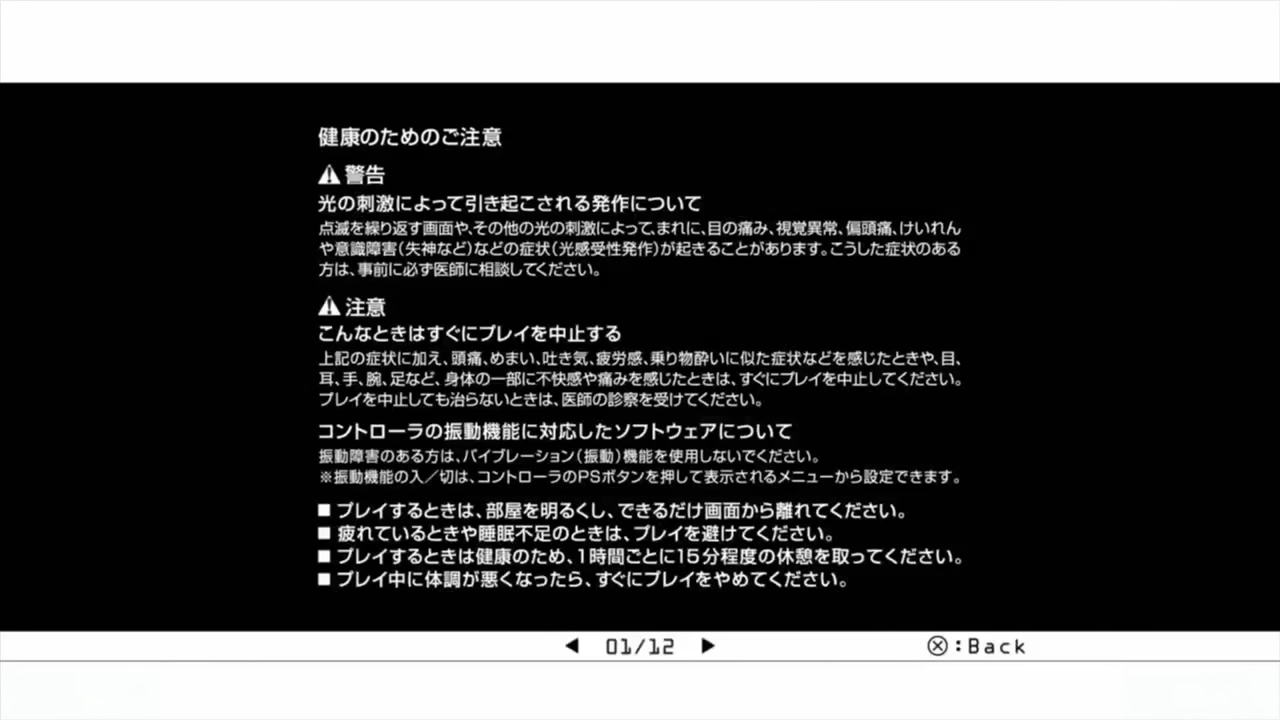 健康のためのご注意
⚠警告
光の刺激によって引き起こされる発作について
点滅を繰り返す画面や、その他の光の刺激によって、まれに、目の痛み、視覚異常、偏頭痛、けいれん
や意識障害（失神など）などの症状（光感受性発作）が起きることがあります。こうした症状のある
方は、事前に必ず医師に相談してください。
⚠注意
こんなときはすぐにプレイを中止する
上記の症状に加え、頭痛、めまい、吐き気、疲労感、乗り物酔いに似た症状などを感じたときや、目、
耳、手、腕、足など、身体の一部に不快感や痛みを感じたときは、すぐにプレイを中止してください。
プレイを中止しても治らないときは、医師の診察を受けてください。
コントローラの振動機能に対応したソフトウェアについて
振動障害のある方は、バイブレーション（振動）機能を使用しないでください。
※振動機能の入／切は、コントローラのPSボタンを押して表示されるメニューから設定できます。
■ プレイするときは、部屋を明るくし、できるだけ画面から離れてください。
■ 疲れているときや睡眠不足のときは、プレイを避けてください。
■ プレイするときは健康のため、1時間ごとに15分程度の休憩を取ってください。
■ プレイ中に体調が悪くなったら、すぐにプレイをやめてください。
◀ 01/12 ▶ ⊗:Back